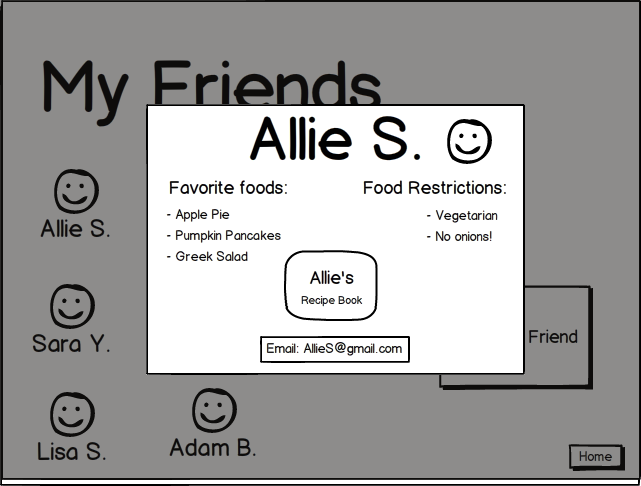 My Friends
Allie S.
Favorite foods:
- Apple Pie
- Pumpkin Pancakes
- Greek Salad
Food Restrictions:
- Vegetarian
- No onions!
Allie's
Recipe Book
Email: AllieS@gmail.com
Allie S.
Sara Y.
Lisa S.
Adam B.
Friend
Home